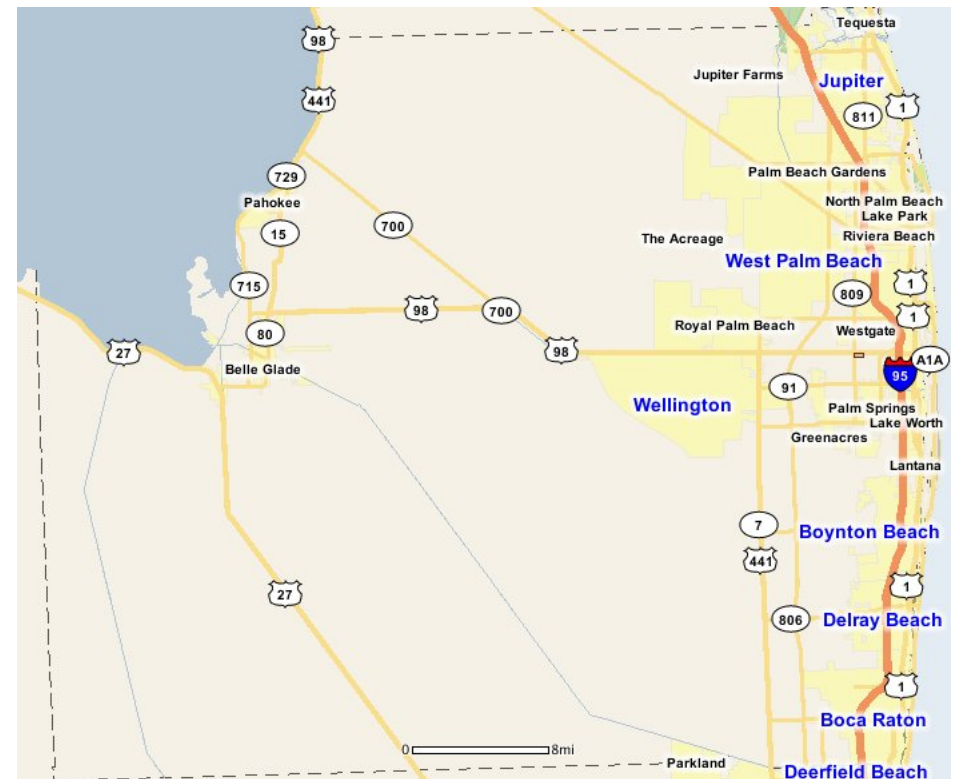 Tequesta
98
Jupiter Farms
Jupiter
441
1
811
729
Palm Beach Gardens
Pahokee
North Palm Beach
Lake Park
15
700
The Acreage
Riviera Beach
West Palm Beach
715
1
809
98
700
1
Royal Palm Beach
Westgate
80
27
98
A1A
Belle Glade
95
91
Wellington
Palm Springs
Lake Worth
Greenacres
Lantana
7
Boynton Beach
441
1
27
806
Delray Beach
1
Boca Raton
0
8mi
Parkland
Deerfield Beach